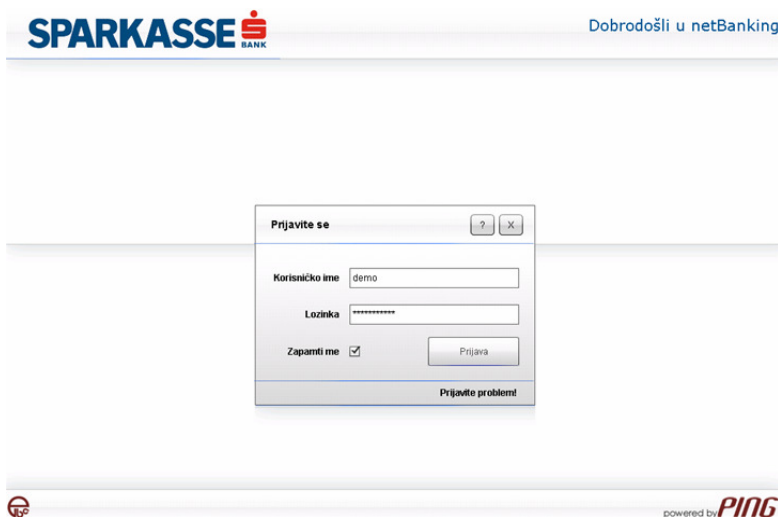 SPARKASSE
BANK
Dobrodošli u netBanking
Prijavite se
?
X
Korisničko ime
demo
Lozinka
***********
Zapamti me
Prijava
Prijavite problem!
powered by PING